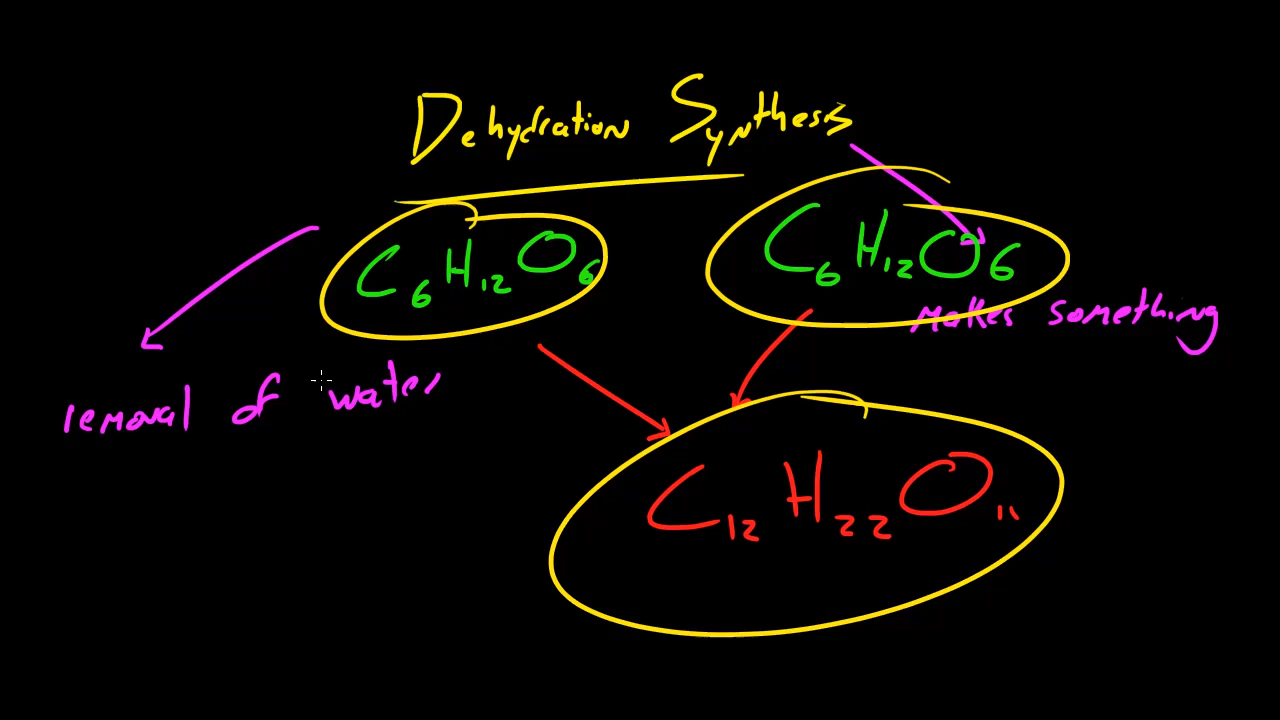 Dehydration Synthesis
C6H12O6 C6H12O6
makes something
removal of water
C12H22O11